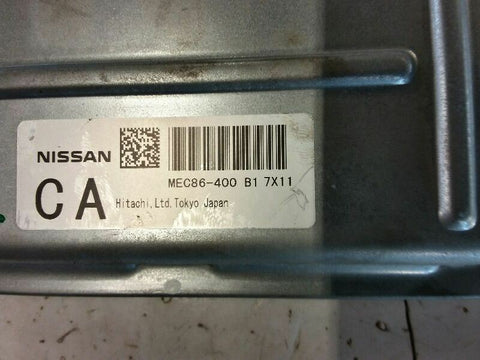 NISSAN
MEC86-400 B1 7X11
CA
Hitachi,Ltd.Tokyo Japan